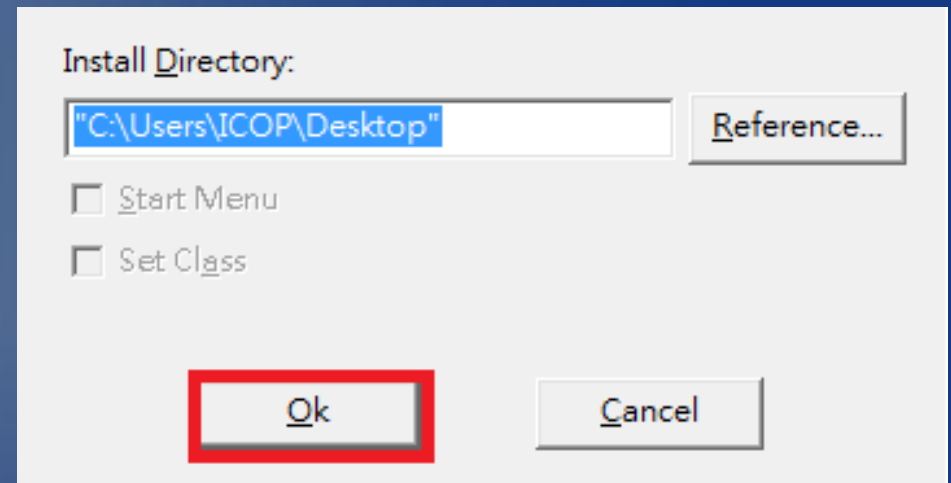 Install Directory:
"C:\Users\ICOP\Desktop"
Reference...
Start Menu
Set Class
Ok
Cancel